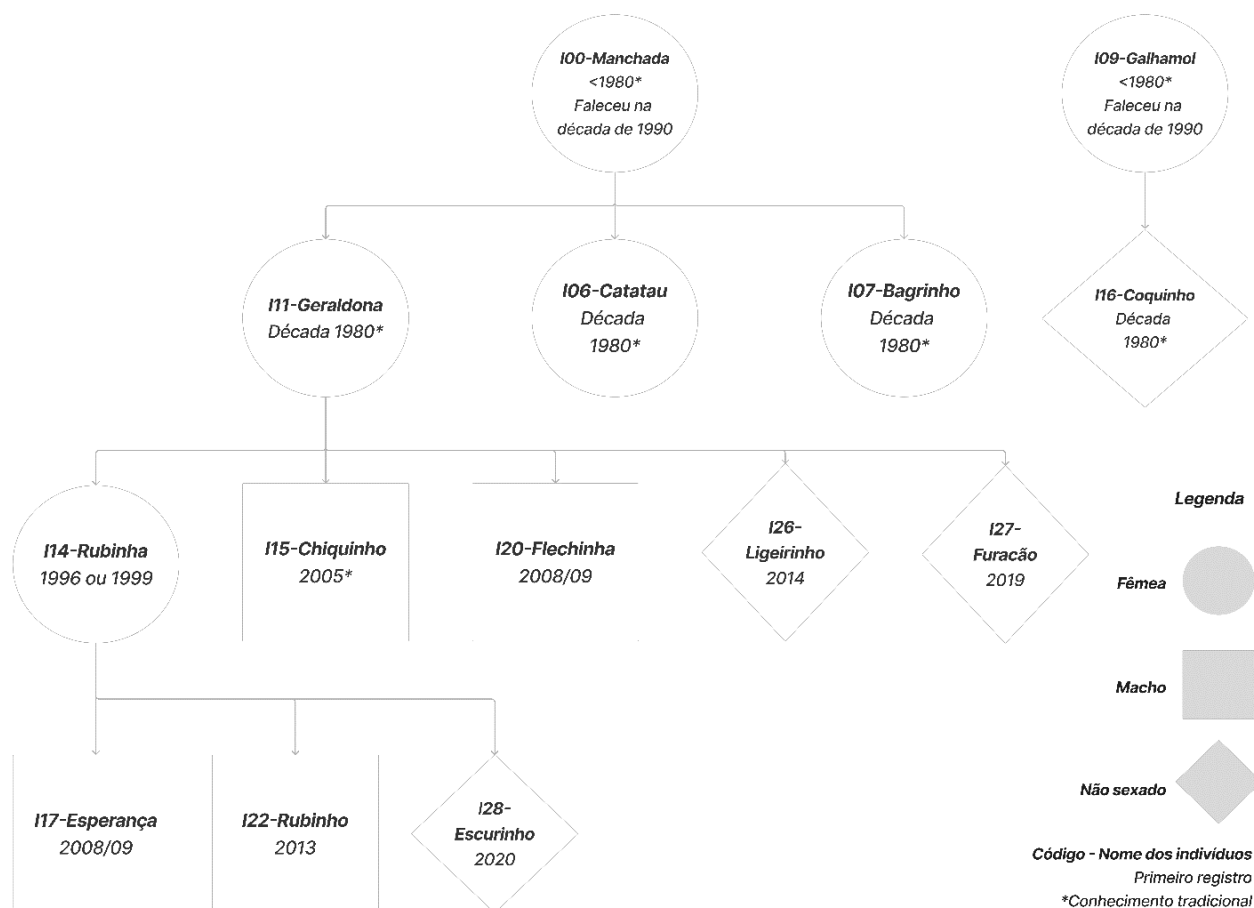 I00-Manchada
<1980*
Faleceu na
década de 1990
I09-Galhamol
<1980*
Faleceu na
década de 1990
I11-Geraldona
Década 1980*
I06-Catatau
Década
1980*
I07-Bagrinho
Década
1980*
I16-Coquinho
Década
1980*
I14-Rubinha
1996 ou 1999
I15-Chiquinho
2005*
I20-Flechinha
2008/09
I26-
Ligeirinho
2014
I27-
Furacão
2019
I17-Esperança
2008/09
I22-Rubinho
2013
I28-
Escurinho
2020
Legenda
Fêmea
Macho
Não sexado
Código - Nome dos indivíduos
Primeiro registro
*Conhecimento tradicional